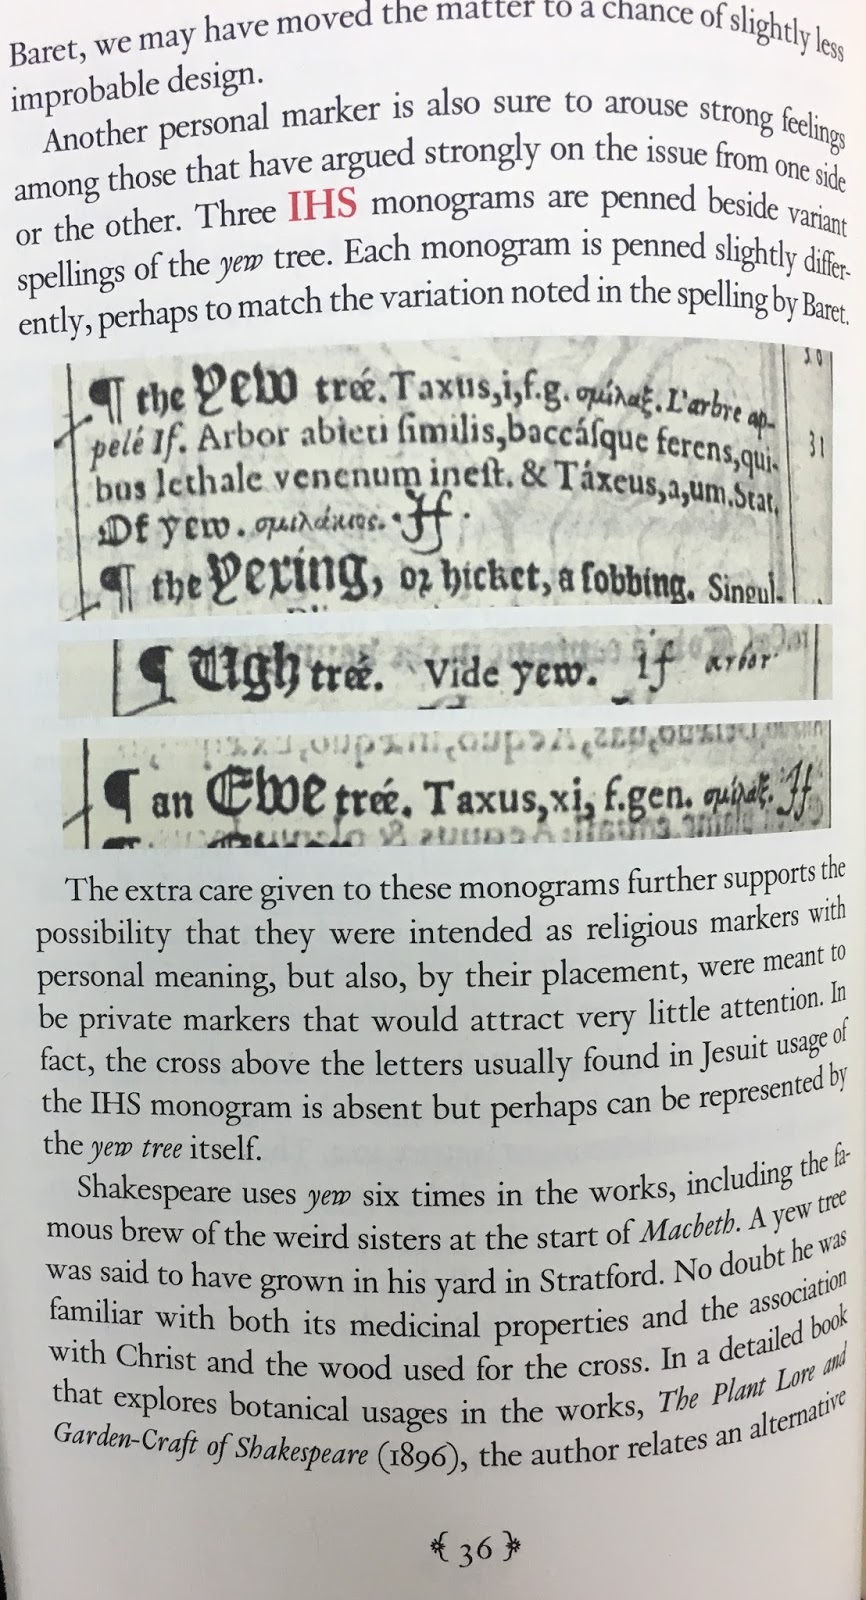 Baret, we may have moved the matter to a chance of slightly less
improbable design.
Another personal marker is also sure to arouse strong feelings
among those that have argued strongly on the issue from one side
or the other. Three IHS monograms are penned beside variant
spellings of the yew tree. Each monogram is penned slightly differ-
ently, perhaps to match the variation noted in the spelling by Baret.
30
¶ the Yew treé. Taxus,i,f.g. σμίλαξ. L'arbre ap-
pelé If. Arbor abieti ſimilis,baccáſque ferens,qui-
31
bus lethale venenum ineſt. & Táxeus,a,um.Stat.
Of yew. σμιλάκιος. If
¶ the Yexing, or hicket, a ſobbing. Singul-
¶ Ugh treé. Vide yew. if arbor
¶ an Ewe treé. Taxus,xi, f.gen. σμίλαξ. If
The extra care given to these monograms further supports the
possibility that they were intended as religious markers with
personal meaning, but also, by their placement, were meant to
be private markers that would attract very little attention. In
fact, the cross above the letters usually found in Jesuit usage of
the IHS monogram is absent but perhaps can be represented by
the yew tree itself.
Shakespeare uses yew six times in the works, including the fa-
mous brew of the weird sisters at the start of Macbeth. A yew tree
was said to have grown in his yard in Stratford. No doubt he was
familiar with both its medicinal properties and the association
with Christ and the wood used for the cross. In a detailed book
that explores botanical usages in the works, The Plant Lore and
Garden-Craft of Shakespeare (1896), the author relates an alternative
36